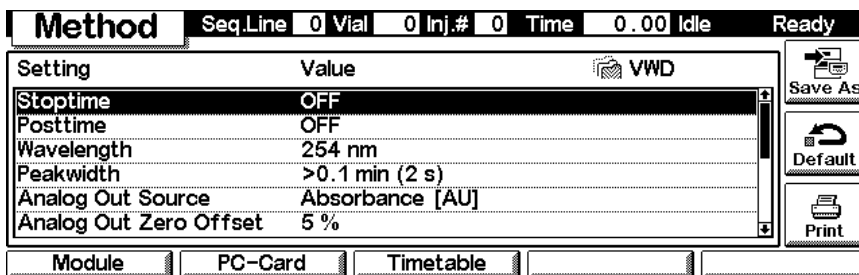 Method Seq.Line 0 Vial 0 Inj.# 0 Time 0.00 Idle Ready
Setting Value VWD
Stoptime OFF
Posttime OFF
Wavelength 254 nm
Peakwidth >0.1 min (2 s)
Analog Out Source Absorbance [AU]
Analog Out Zero Offset 5 %
Save As
Default
Print
Module PC-Card Timetable